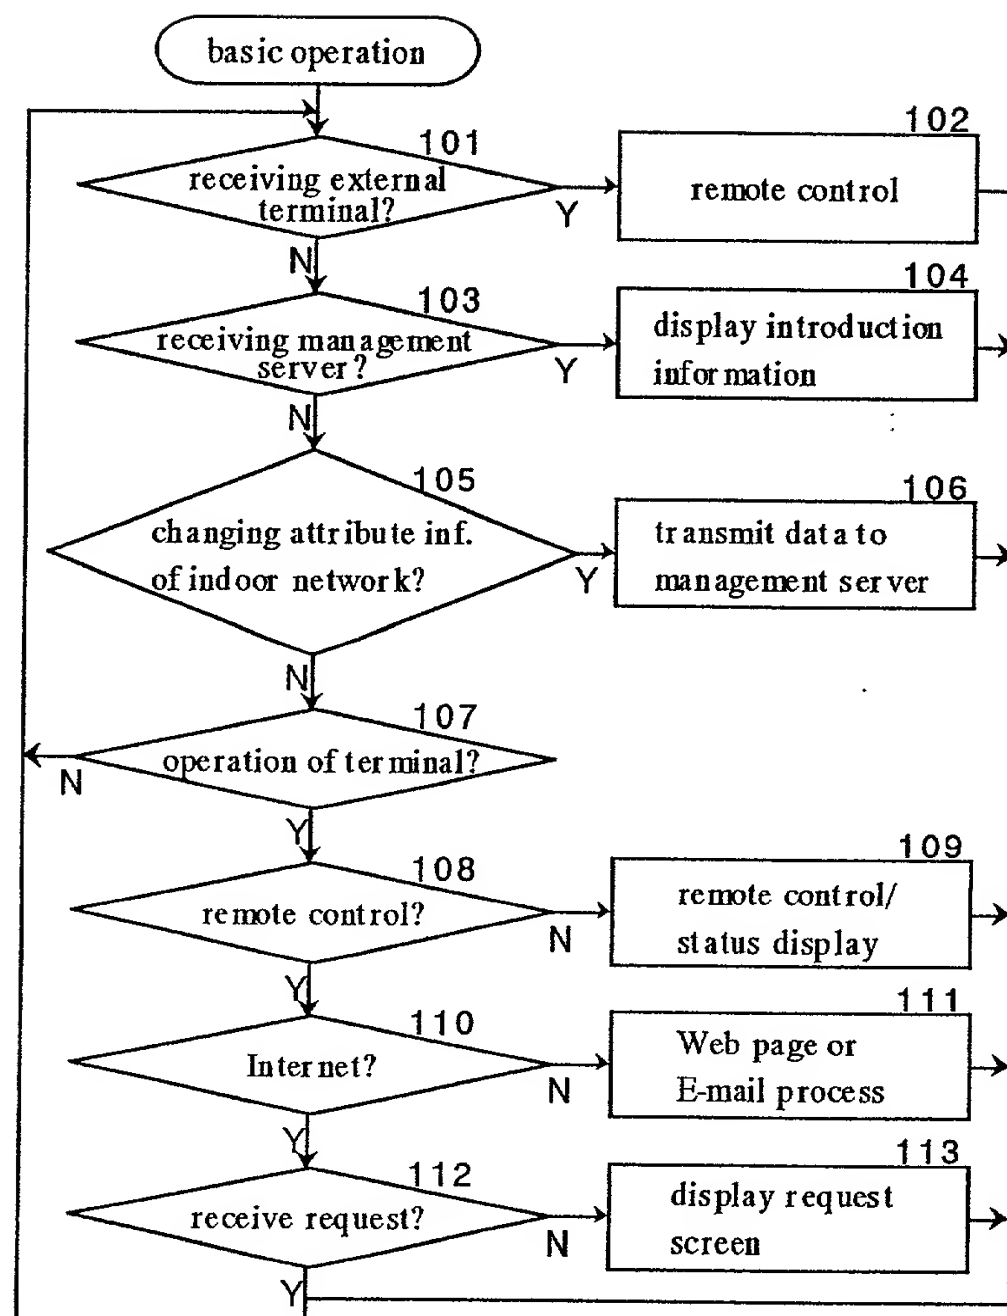 basic operation
101
receiving external
terminal?
Y
N
102
remote control
103
receiving management
server?
Y
N
104
display introduction
information
105
changing attribute inf.
of indoor network?
Y
N
106
transmit data to
management server
107
operation of terminal?
N
Y
108
remote control?
N
Y
109
remote control/
status display
110
Internet?
N
Y
111
Web page or
E-mail process
112
receive request?
N
Y
113
display request
screen